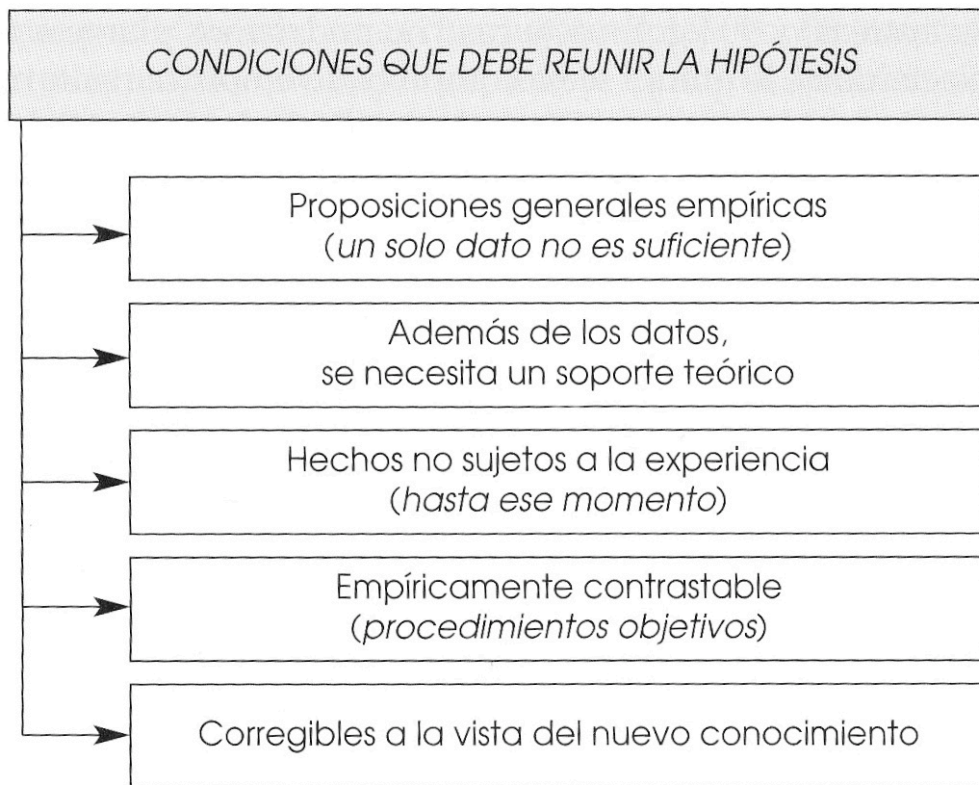 CONDICIONES QUE DEBE REUNIR LA HIPÓTESIS
Proposiciones generales empíricas
(un solo dato no es suficiente)
Además de los datos,
se necesita un soporte teórico
Hechos no sujetos a la experiencia
(hasta ese momento)
Empíricamente contrastable
(procedimientos objetivos)
Corregibles a la vista del nuevo conocimiento